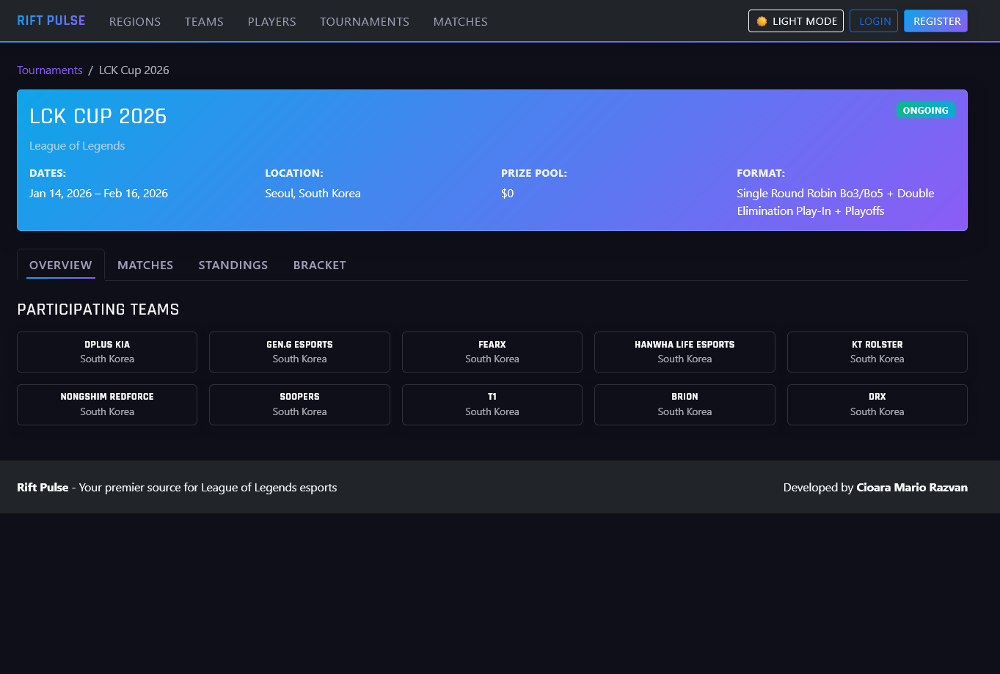 RIFT PULSE REGIONS TEAMS PLAYERS TOURNAMENTS MATCHES LIGHT MODE LOGIN REGISTER
Tournaments / LCK Cup 2026
LCK CUP 2026 ONGOING
League of Legends
DATES: LOCATION: PRIZE POOL: FORMAT:
Jan 14, 2026 – Feb 16, 2026 Seoul, South Korea $0 Single Round Robin Bo3/Bo5 + Double
Elimination Play-In + Playoffs
OVERVIEW MATCHES STANDINGS BRACKET
PARTICIPATING TEAMS
DPLUS KIA GEN.G ESPORTS FEARX HANWHA LIFE ESPORTS KT ROLSTER
South Korea South Korea South Korea South Korea South Korea
NONGSHIM REDFORCE SOOPERS T1 BRION DRX
South Korea South Korea South Korea South Korea South Korea
Rift Pulse - Your premier source for League of Legends esports Developed by Cioara Mario Razvan